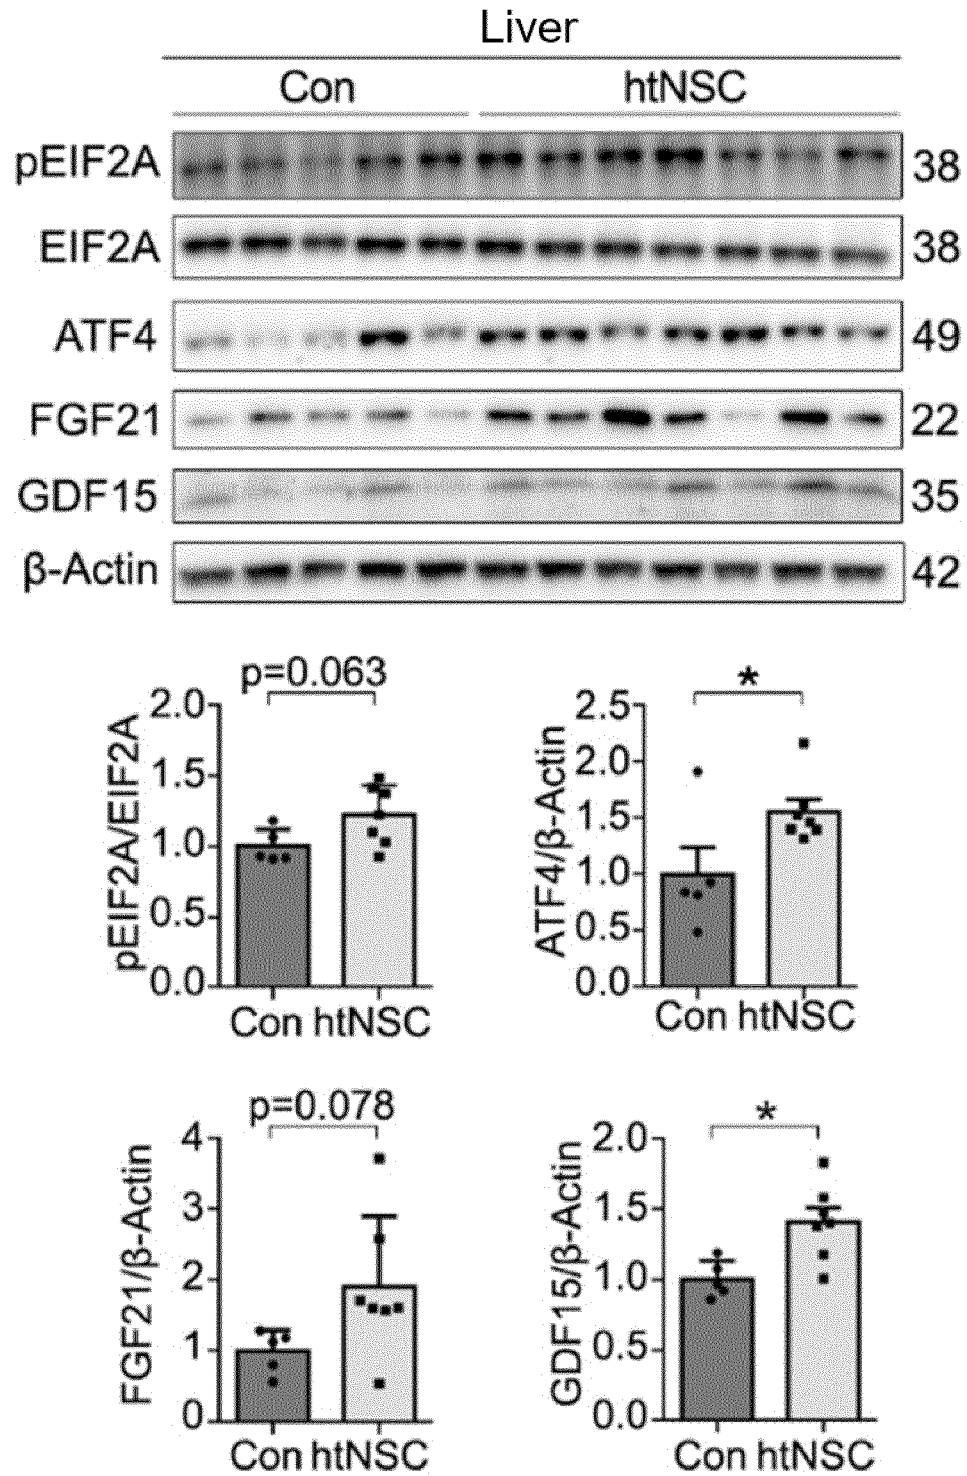 Liver
Con htNSC
pEIF2A 38
EIF2A 38
ATF4 49
FGF21 22
GDF15 35
β-Actin 42
p=0.063
pEIF2A/EIF2A
2.0
1.5
1.0
0.5
0.0
Con htNSC
*
ATF4/β-Actin
2.5
2.0
1.5
1.0
0.5
0.0
Con htNSC
p=0.078
FGF21/β-Actin
4
3
2
1
0
Con htNSC
*
GDF15/β-Actin
2.0
1.5
1.0
0.5
0.0
Con htNSC